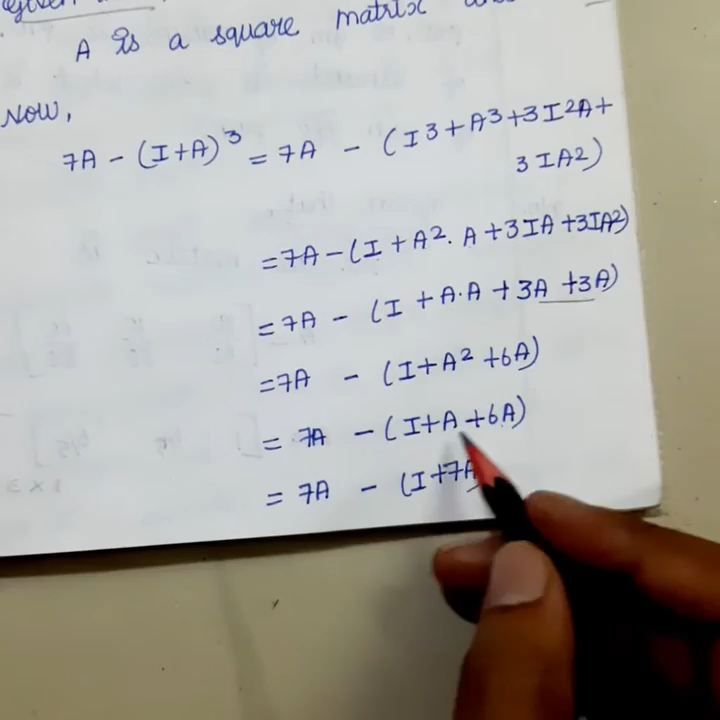 Given
A is a square matrix
Now,
7A - (I+A)³ = 7A - (I³+A³+3I²A+
3IA²)
= 7A - (I + A².A + 3IA + 3IA²)
= 7A - (I + A.A + 3A + 3A)
= 7A - (I+A² + 6A)
= 7A - (I+A+6A)
= 7A - (I+7A